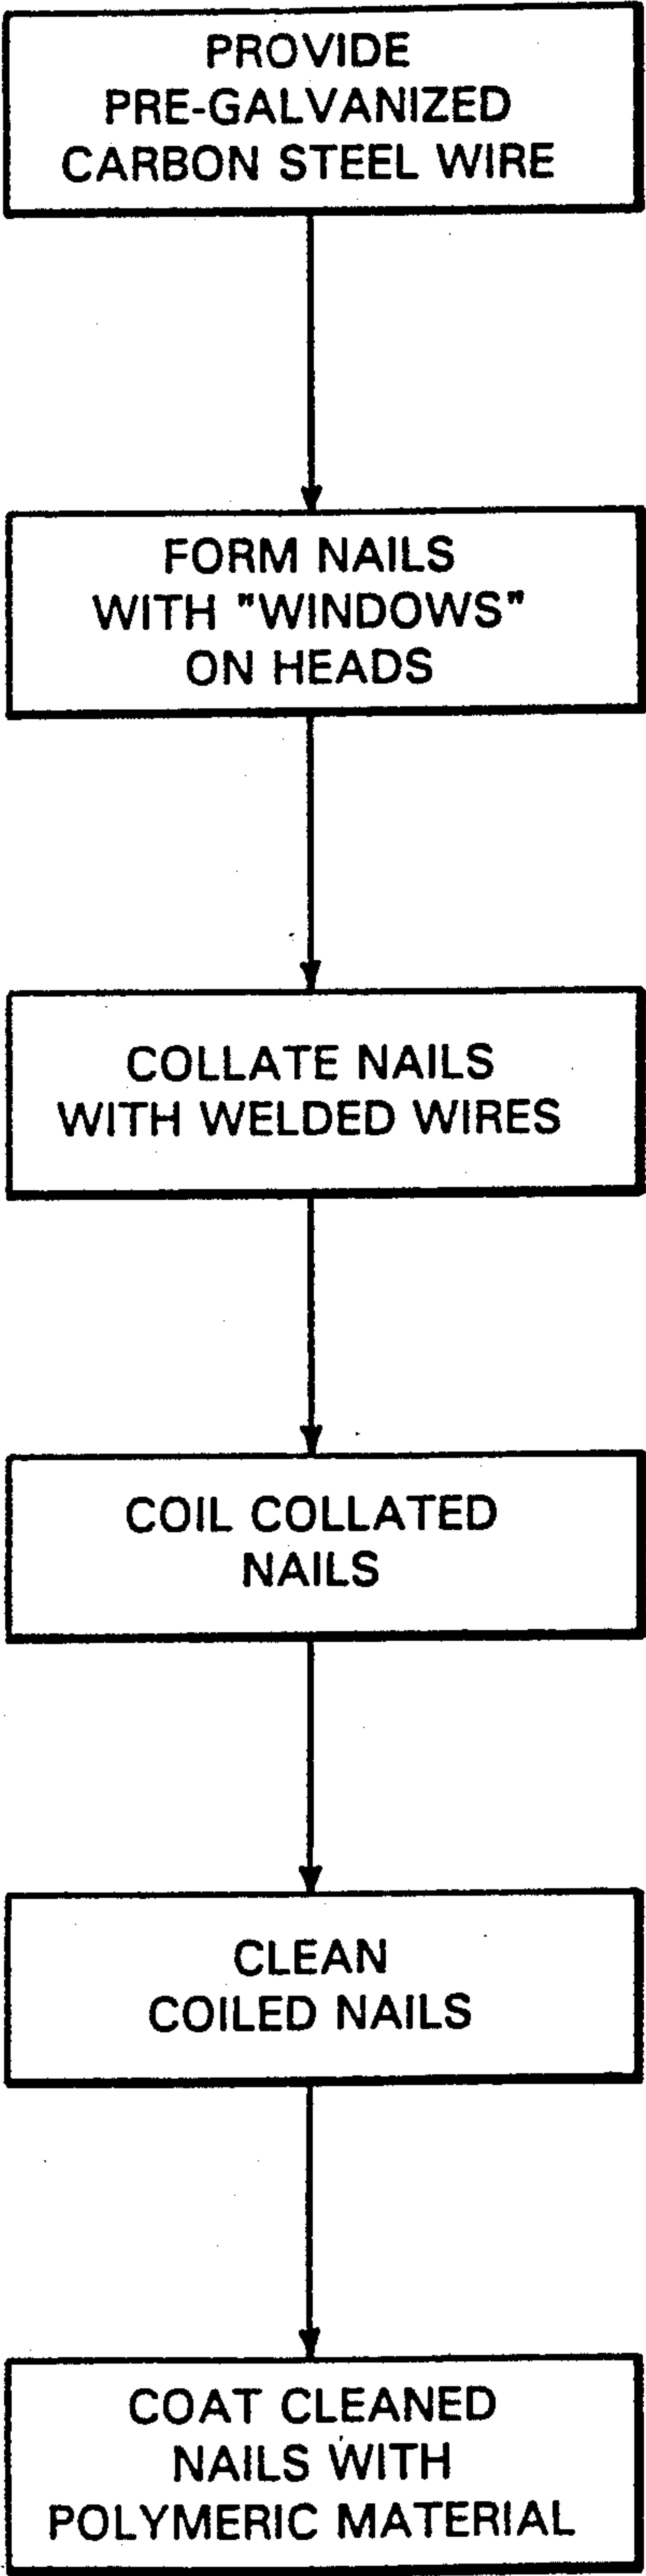 PROVIDE
PRE-GALVANIZED
CARBON STEEL WIRE
FORM NAILS
WITH "WINDOWS"
ON HEADS
COLLATE NAILS
WITH WELDED WIRES
COIL COLLATED
NAILS
CLEAN
COILED NAILS
COAT CLEANED
NAILS WITH
POLYMERIC MATERIAL